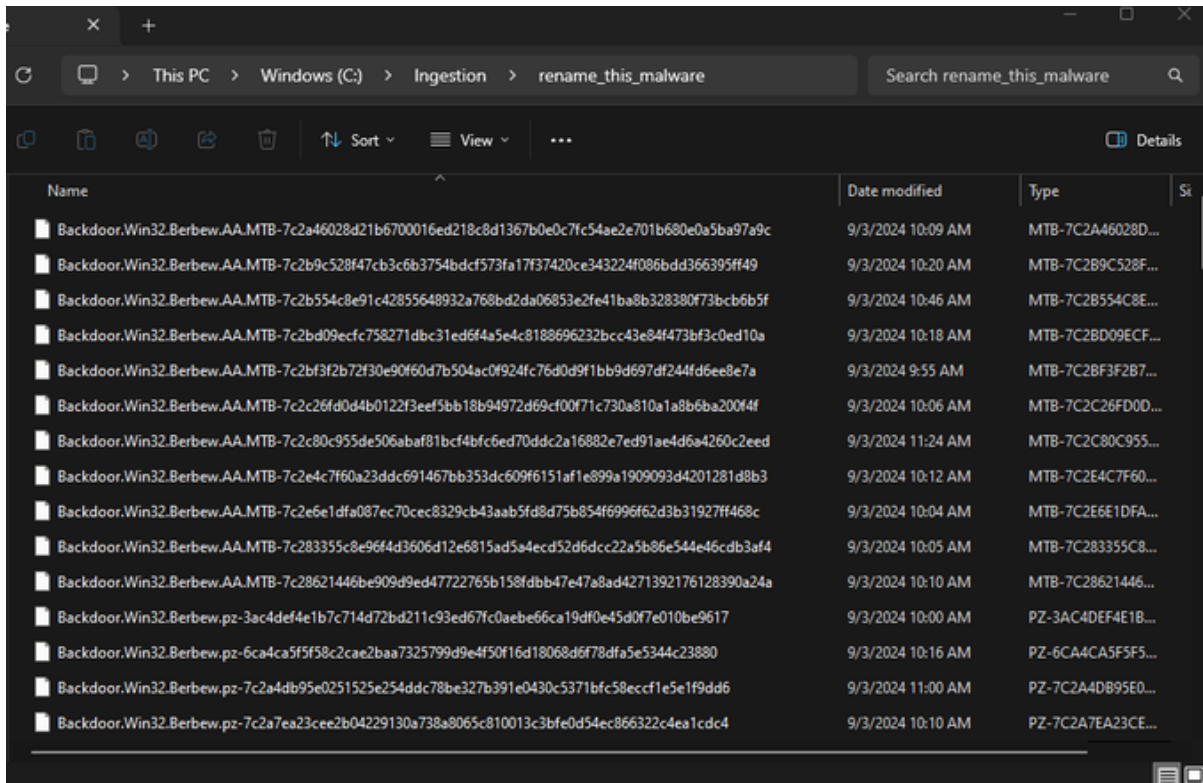 This PC > Windows (C:) > Ingestion > rename_this_malware Search rename_this_malware
Sort View ... Details
Name Date modified Type Si
Backdoor.Win32.Berbew.AA.MTB-7c2a46028d21b6700016ed218c8d1367b0e0c7fc54ae2e701b680e0a5ba97a9c 9/3/2024 10:09 AM MTB-7C2A46028D...
Backdoor.Win32.Berbew.AA.MTB-7c2b9c528f47cb3c6b3754bdcf573fa17f37420ce343224f086bdd366395ff49 9/3/2024 10:20 AM MTB-7C2B9C528F...
Backdoor.Win32.Berbew.AA.MTB-7c2b554c8e91c42855648932a768bd2da06853e2fe41ba8b328380f73bcb6b5f 9/3/2024 10:46 AM MTB-7C2B554C8E...
Backdoor.Win32.Berbew.AA.MTB-7c2bd09ecfc758271dbc31ed6f4a5e4c8188696232bcc43e84f473bf3c0ed10a 9/3/2024 10:18 AM MTB-7C2BD09ECF...
Backdoor.Win32.Berbew.AA.MTB-7c2bf3f2b72f30e90f60d7b504ac0f924fc76d0d9f1bb9d697df244fd6ee8e7a 9/3/2024 9:55 AM MTB-7C2BF3F2B7...
Backdoor.Win32.Berbew.AA.MTB-7c2c26fd0d4b0122f3eef5bb18b94972d69cf00f71c730a810a1a8b6ba200f4f 9/3/2024 10:06 AM MTB-7C2C26FD0D...
Backdoor.Win32.Berbew.AA.MTB-7c2c80c955de506abaf81bcf4bfc6ed70ddc2a16882e7ed91ae4d6a4260c2eed 9/3/2024 11:24 AM MTB-7C2C80C955...
Backdoor.Win32.Berbew.AA.MTB-7c2e4c7f60a23ddc691467bb353dc609f6151af1e899a1909093d4201281d8b3 9/3/2024 10:12 AM MTB-7C2E4C7F60...
Backdoor.Win32.Berbew.AA.MTB-7c2e6e1dfa087ec70cec8329cb43aab5fd8d75b854f6996f62d3b31927ff468c 9/3/2024 10:04 AM MTB-7C2E6E1DFA...
Backdoor.Win32.Berbew.AA.MTB-7c283355c8e96f4d3606d12e6815ad5a4ecd52d6dcc22a5b86e544e46cdb3af4 9/3/2024 10:05 AM MTB-7C283355C8...
Backdoor.Win32.Berbew.AA.MTB-7c28621446be909d9ed47722765b158fdbb47e47a8ad4271392176128390a24a 9/3/2024 10:10 AM MTB-7C28621446...
Backdoor.Win32.Berbew.pz-3ac4def4e1b7c714d72bd211c93ed67fc0aebe66ca19df0e45d0f7e010be9617 9/3/2024 10:00 AM PZ-3AC4DEF4E1B...
Backdoor.Win32.Berbew.pz-6ca4ca5f5f58c2cae2baa7325799d9e4f50f16d18068d6f78dfa5e5344c23880 9/3/2024 10:16 AM PZ-6CA4CA5F5F5...
Backdoor.Win32.Berbew.pz-7c2a4db95e0251525e254ddc78be327b391e0430c5371bfc58eccf1e5e1f9dd6 9/3/2024 11:00 AM PZ-7C2A4DB95E0...
Backdoor.Win32.Berbew.pz-7c2a7ea23cee2b04229130a738a8065c810013c3bfe0d54ec866322c4ea1cdc4 9/3/2024 10:10 AM PZ-7C2A7EA23CE...